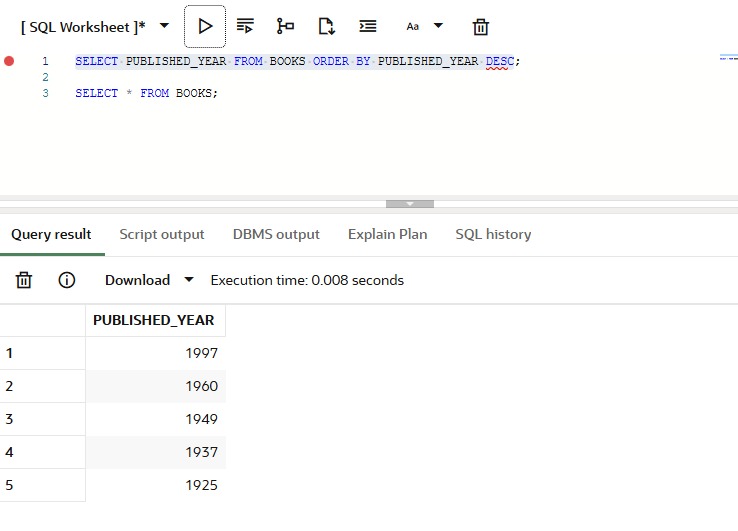 [ SQL Worksheet ]* Aa
1 SELECT PUBLISHED_YEAR FROM BOOKS ORDER BY PUBLISHED_YEAR DESC;
2
3 SELECT * FROM BOOKS;
Query result Script output DBMS output Explain Plan SQL history
Download Execution time: 0.008 seconds
PUBLISHED_YEAR
1 1997
2 1960
3 1949
4 1937
5 1925